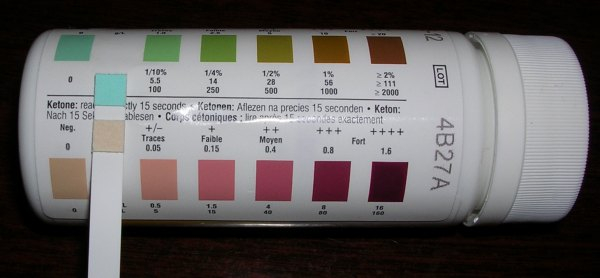 0 1/10% 1/4% 1/2% 1% ≥ 2%
5.5 14 28 56 ≥ 111
100 250 500 1000 ≥ 2000
Ketone: 15 seconds • Ketonen: Aflezen na precies 15 seconden • Keton:
Nach 15 ablesen • Corps cétoniques : lire après 15 secondes exactement
Neg. +/– + ++ +++ ++++
Traces Faible Moyen Fort
0 0.05 0.15 0.4 0.8 1.6
0 0.5 1.5 4 8 16
5 15 40 80 160
LOT
4B27A